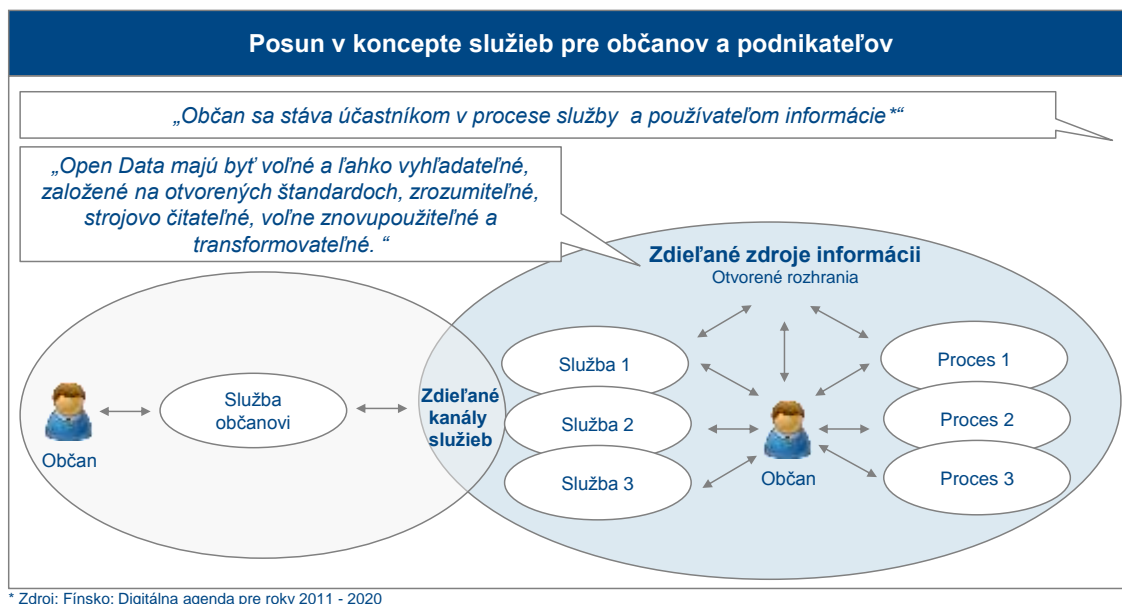 Posun v koncepte služieb pre občanov a podnikateľov
„Občan sa stáva účastníkom v procese služby a používateľom informácie*“
„Open Data majú byť voľné a ľahko vyhľadateľné,
založené na otvorených štandardoch, zrozumiteľné,
strojovo čitateľné, voľne znovupoužiteľné a
transformovateľné. “
Zdieľané zdroje informácii
Otvorené rozhrania
Občan
Služba
občanovi
Zdieľané
kanály
služieb
Služba 1
Služba 2
Služba 3
Občan
Proces 1
Proces 2
Proces 3
* Zdroj: Fínsko: Digitálna agenda pre roky 2011 - 2020